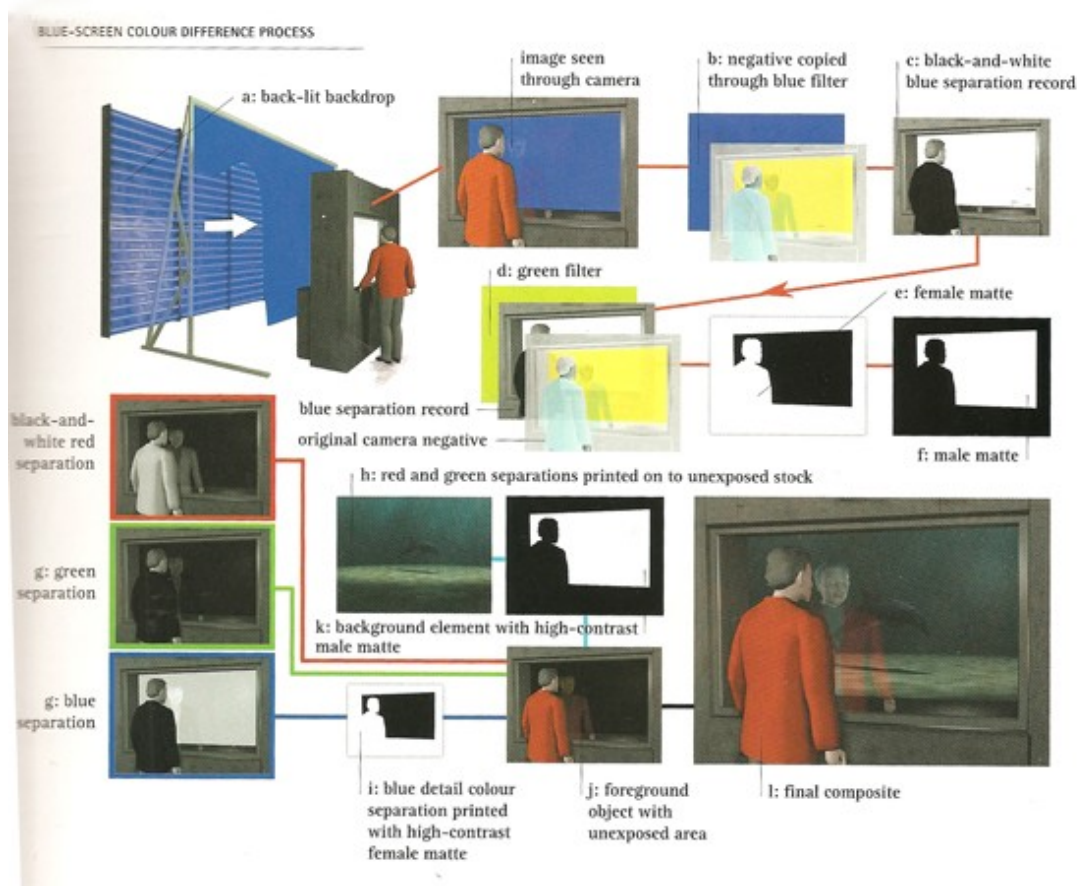 BLUE-SCREEN COLOUR DIFFERENCE PROCESS
a: back-lit backdrop
image seen
through camera
b: negative copied
through blue filter
c: black-and-white
blue separation record
d: green filter
e: female matte
blue separation record
original camera negative
f: male matte
black-and-
white red
separation
h: red and green separations printed on to unexposed stock
g: green
separation
k: background element with high-contrast
male matte
g: blue
separation
i: blue detail colour
separation printed
with high-contrast
female matte
j: foreground
object with
unexposed area
l: final composite